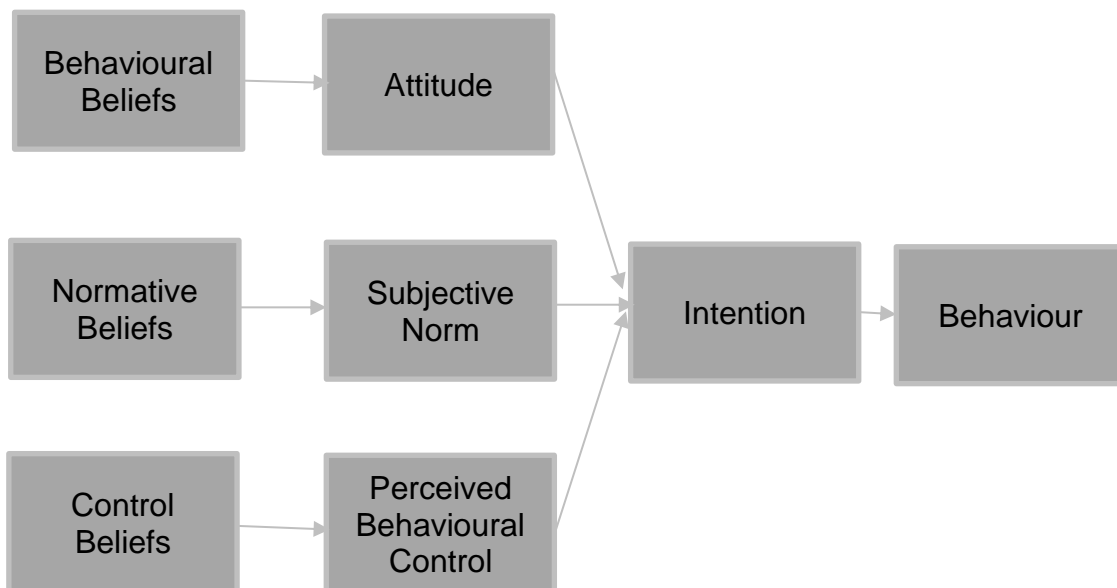 Behavioural
Beliefs
Attitude
Normative
Beliefs
Subjective
Norm
Intention
Behaviour
Control
Beliefs
Perceived
Behavioural
Control